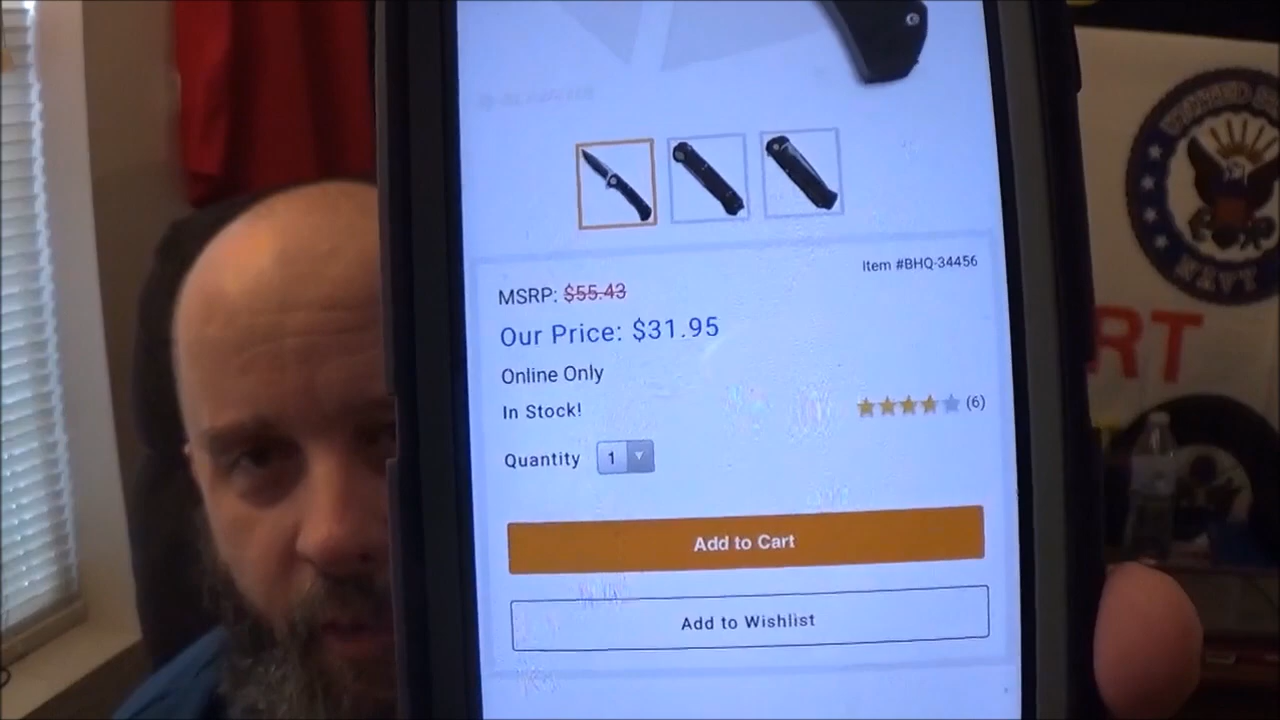 Item #BHQ-34456
MSRP: $55.43
Our Price: $31.95
Online Only
In Stock!
(6)
Quantity 1
Add to Cart
Add to Wishlist
NAVY
RT